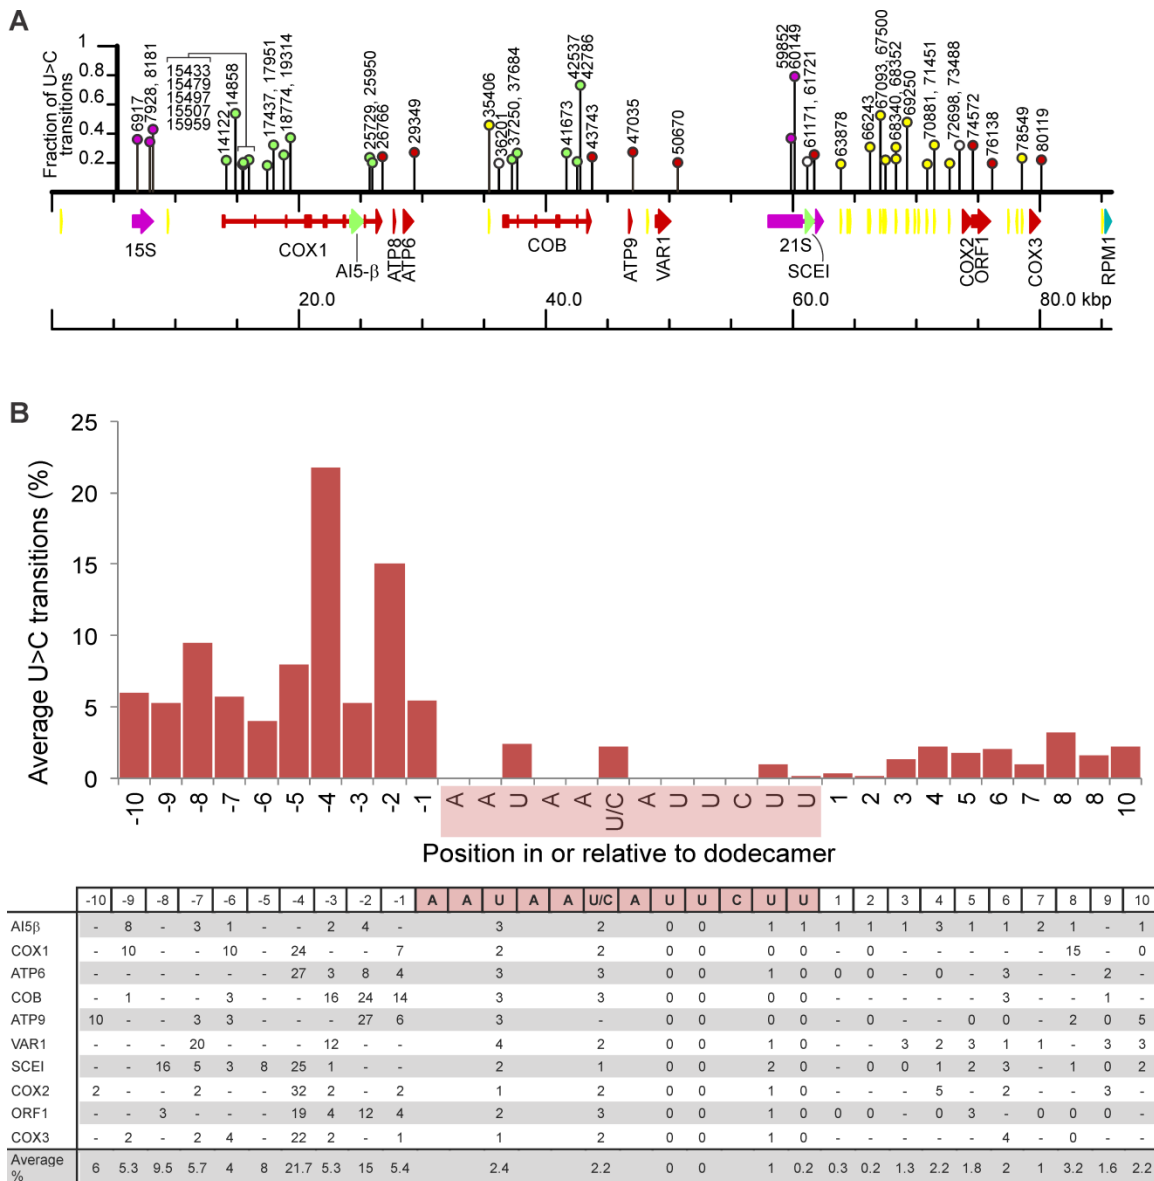 A
Fraction of U>C
transitions
1
0.8
0.6
0.4
0.2
6917
7928, 8181
15433
15479
15497
15507
15959
14122
14858
17437, 17951
18774, 19314
25729, 25950
26766
29349
35406
36201
37250, 37684
41673
42537
42786
43743
47035
50670
59852
60149
61171, 61721
63878
66243
67093, 67500
68340, 68352
69250
70881, 71451
72698, 73488
74572
76138
78549
80119
15S
COX1
AI5-β
ATP8
ATP6
COB
ATP9
VAR1
21S
SCEI
COX2
ORF1
COX3
RPM1
20.0 40.0 60.0 80.0 kbp
B
Average U>C transitions (%)
25
20
15
10
5
0
-10 -9 -8 -7 -6 -5 -4 -3 -2 -1 A A U A A U/C A U U C U U 1 2 3 4 5 6 7 8 8 10
Position in or relative to dodecamer
-10 -9 -8 -7 -6 -5 -4 -3 -2 -1 A A U A A U/C A U U C U U 1 2 3 4 5 6 7 8 9 10
AI5β - 8 - 3 1 - - 2 4 - 3 2 0 0 1 1 1 1 1 3 1 1 2 1 - 1
COX1 - 10 - - 10 - 24 - - 7 2 2 0 0 0 0 - 0 - - - - - 15 - 0
ATP6 - - - - - - 27 3 8 4 3 3 0 0 1 0 0 0 - 0 - 3 - - 2 -
COB - 1 - - 3 - - 16 24 14 3 3 0 0 0 0 - - - - - 3 - - 1 -
ATP9 10 - - 3 3 - - - 27 6 3 - 0 0 0 0 - - - - 0 0 - 2 0 5
VAR1 - - - 20 - - - 12 - - 4 2 0 0 1 0 - - 3 2 3 1 1 - 3 3
SCEI - - 16 5 3 8 25 1 - - 2 1 0 0 2 0 - 0 0 1 2 3 - 1 0 2
COX2 2 - - 2 - - 32 2 - 2 1 2 0 0 1 0 - - - 5 - 2 - - 3 -
ORF1 - - 3 - - - 19 4 12 4 2 3 0 0 1 0 0 0 - - 3 - 0 0 0 -
COX3 - 2 - 2 4 - 22 2 - 1 1 2 0 0 1 0 - - - - - 4 - 0 - -
Average
% 6 5.3 9.5 5.7 4 8 21.7 5.3 15 5.4 2.4 2.2 0 0 1 0.2 0.3 0.2 1.3 2.2 1.8 2 1 3.2 1.6 2.2